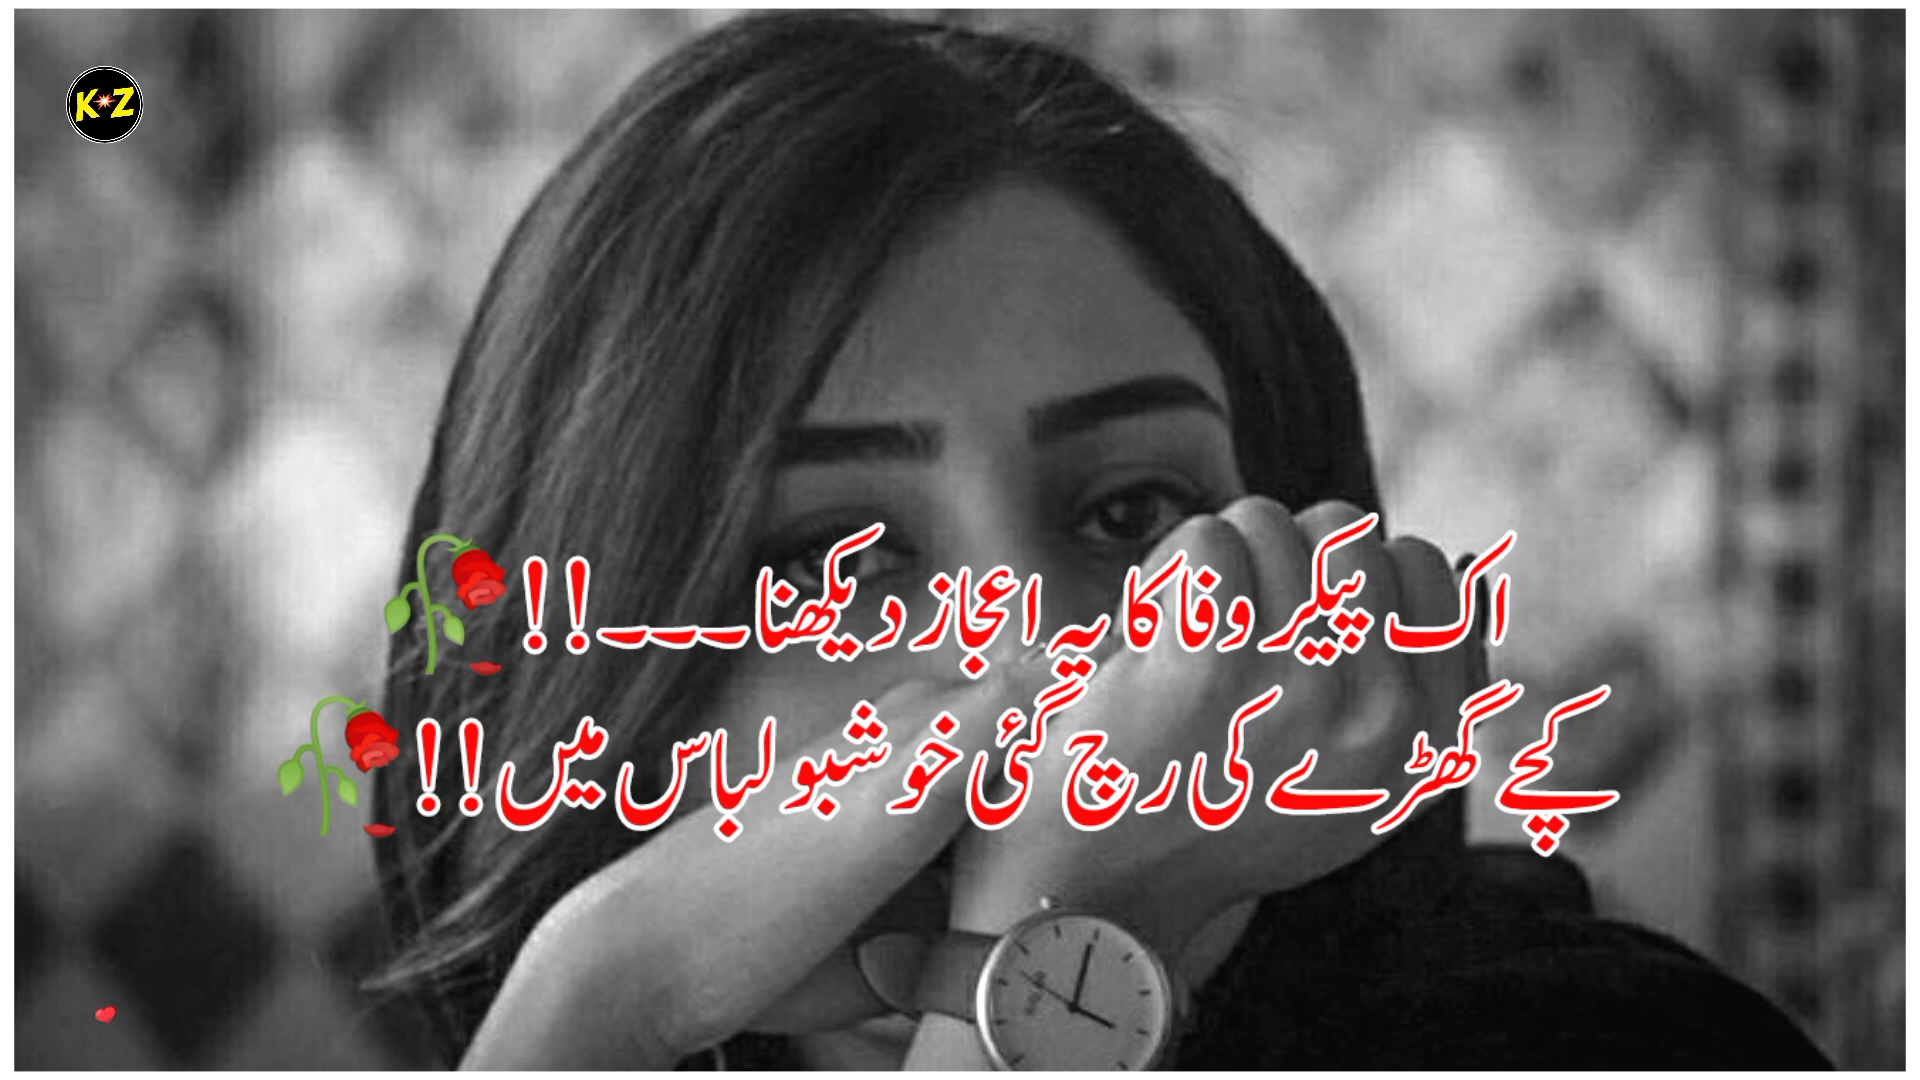 K Z
اک پیکر وفا کا یہ اعجاز دیکھنا۔۔۔!!
کچے گھڑے کی رچ گئی خوشبو لباس میں!!